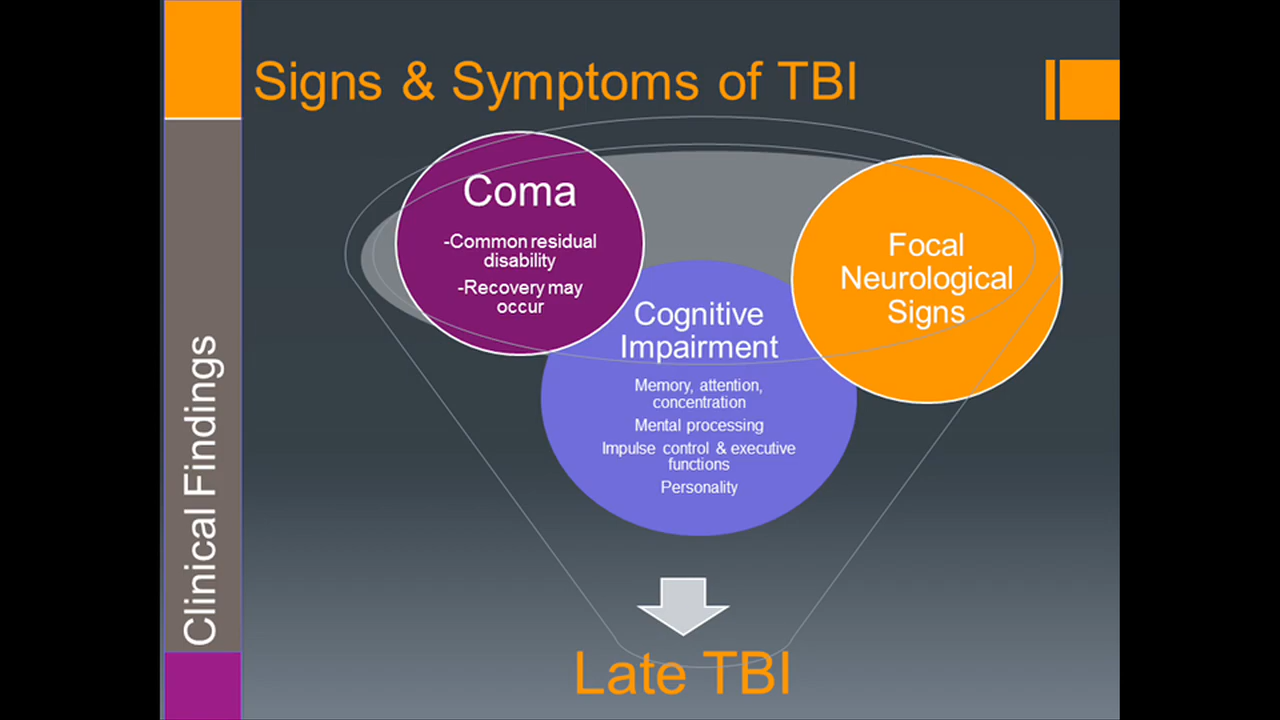 Signs & Symptoms of TBI
Coma
-Common residual
disability
-Recovery may
occur
Focal
Neurological
Signs
Cognitive
Impairment
Memory, attention,
concentration
Mental processing
Impulse control & executive
functions
Personality
Late TBI
Clinical Findings